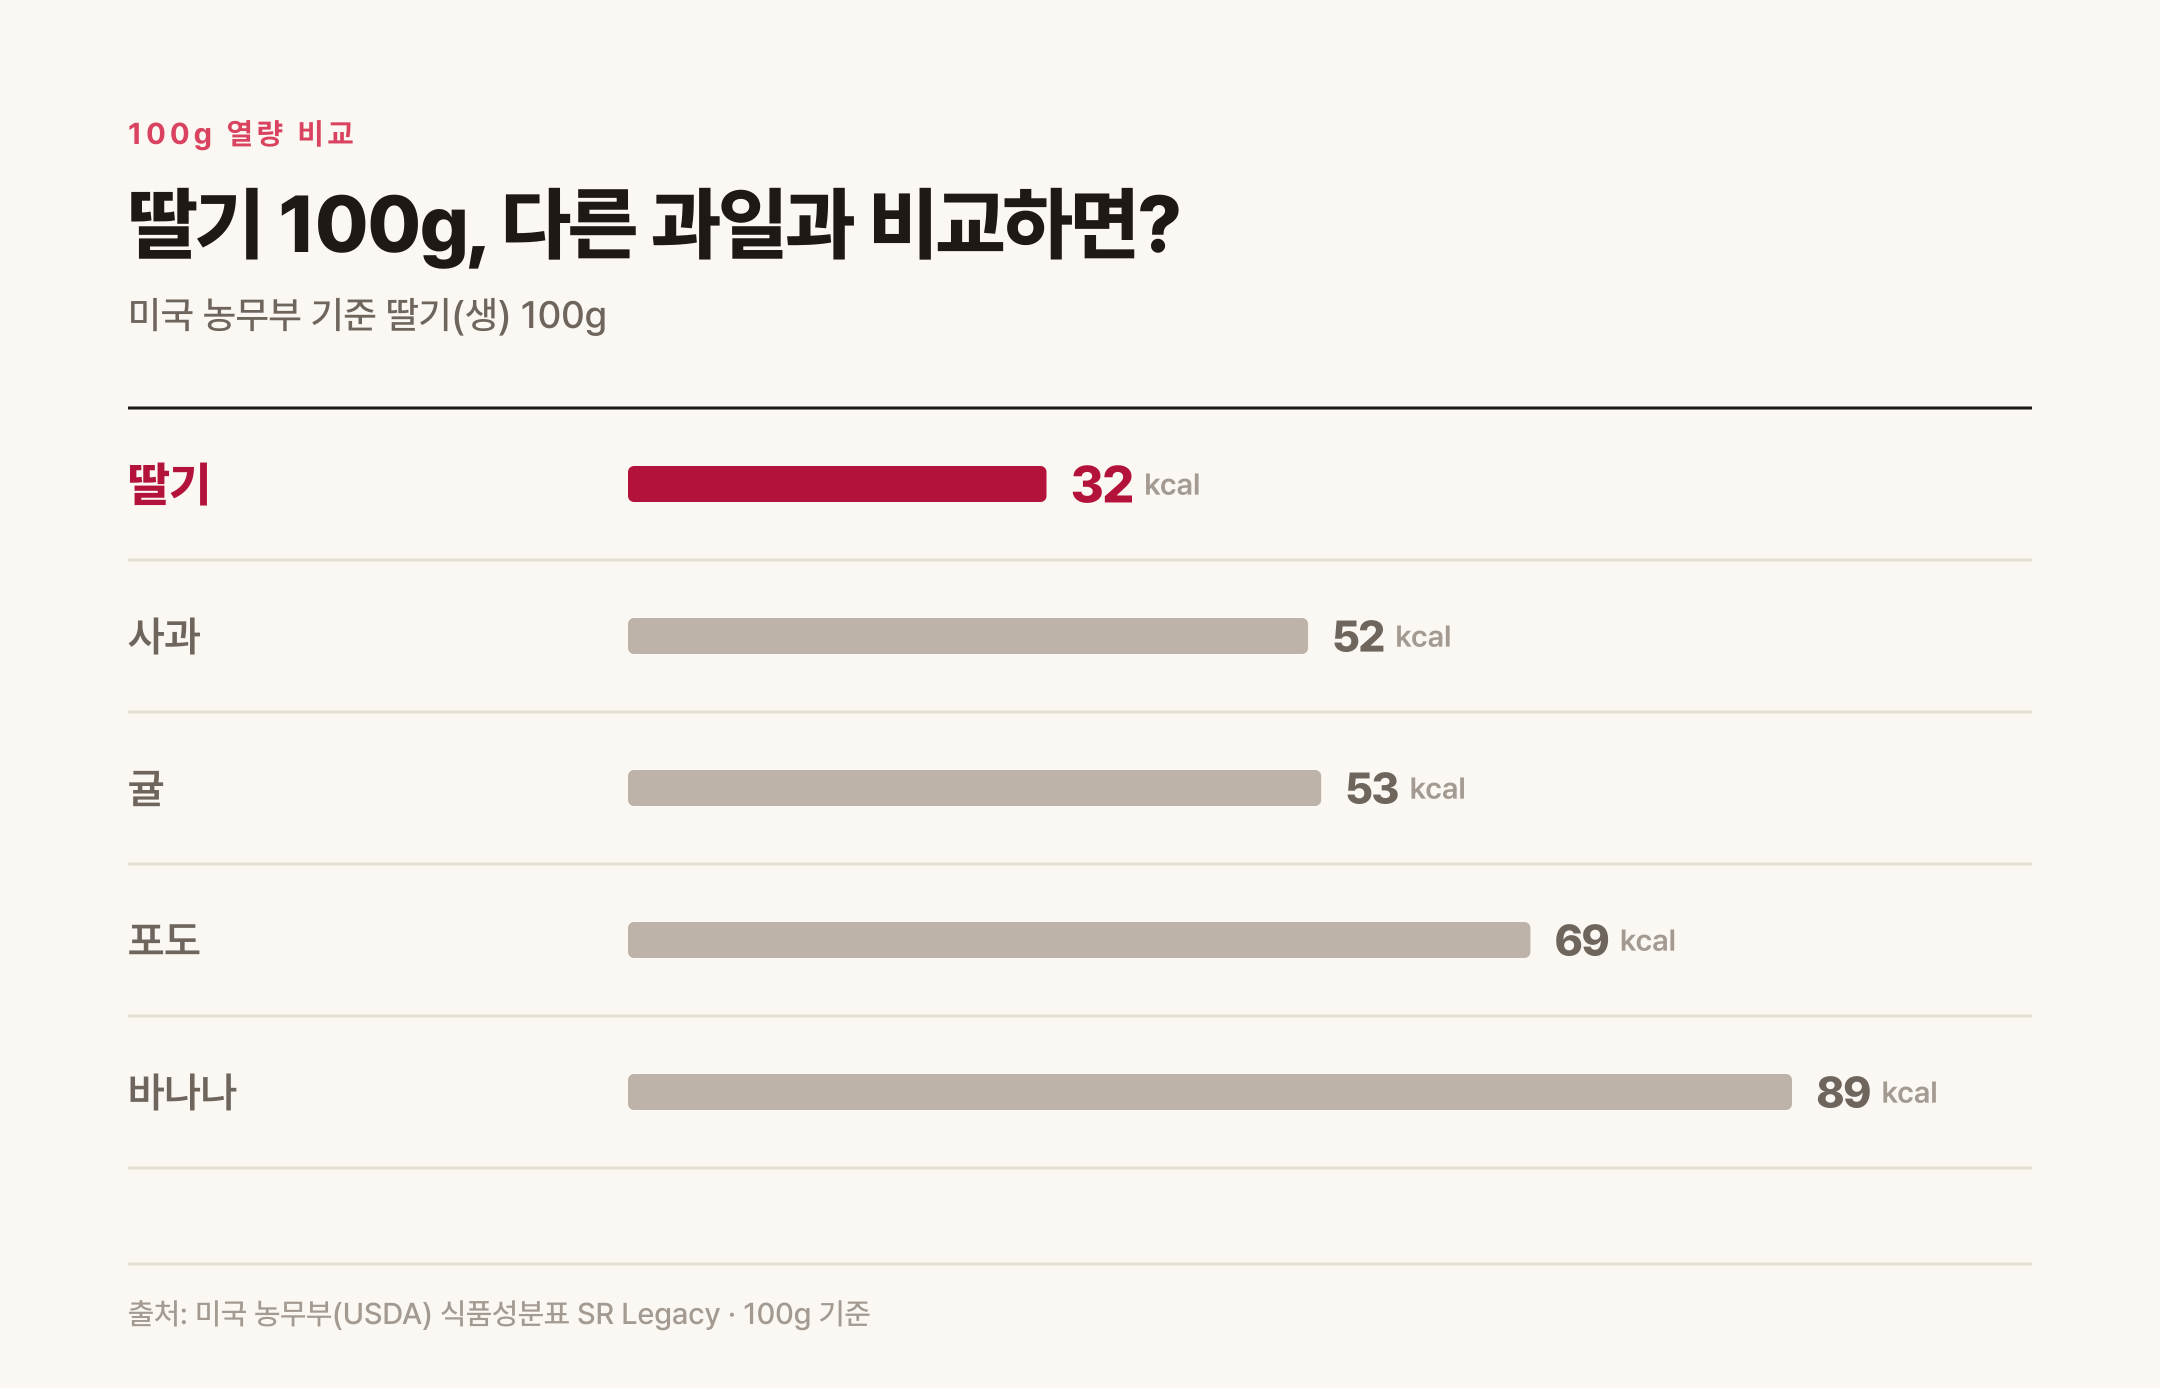 100g 열량 비교
딸기 100g, 다른 과일과 비교하면?
미국 농무부 기준 딸기(생) 100g
딸기 32 kcal
사과 52 kcal
귤 53 kcal
포도 69 kcal
바나나 89 kcal
출처: 미국 농무부(USDA) 식품성분표 SR Legacy · 100g 기준